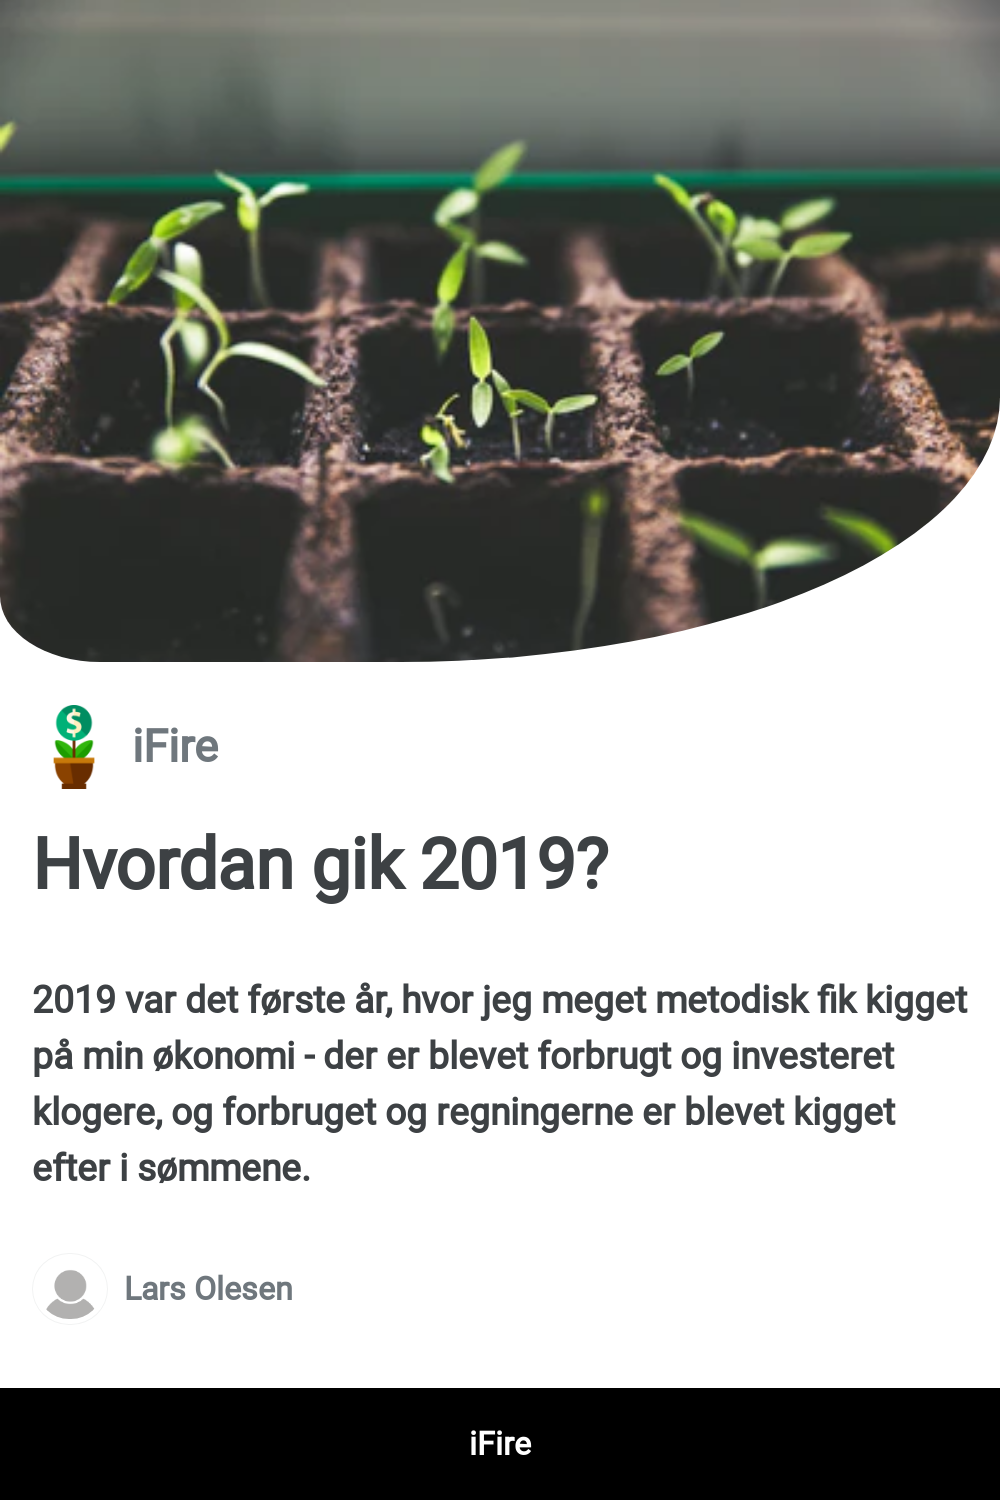 $
iFire
Hvordan gik 2019?
2019 var det første år, hvor jeg meget metodisk fik kigget
på min økonomi - der er blevet forbrugt og investeret
klogere, og forbruget og regningerne er blevet kigget
efter i sømmene.
Lars Olesen
iFire